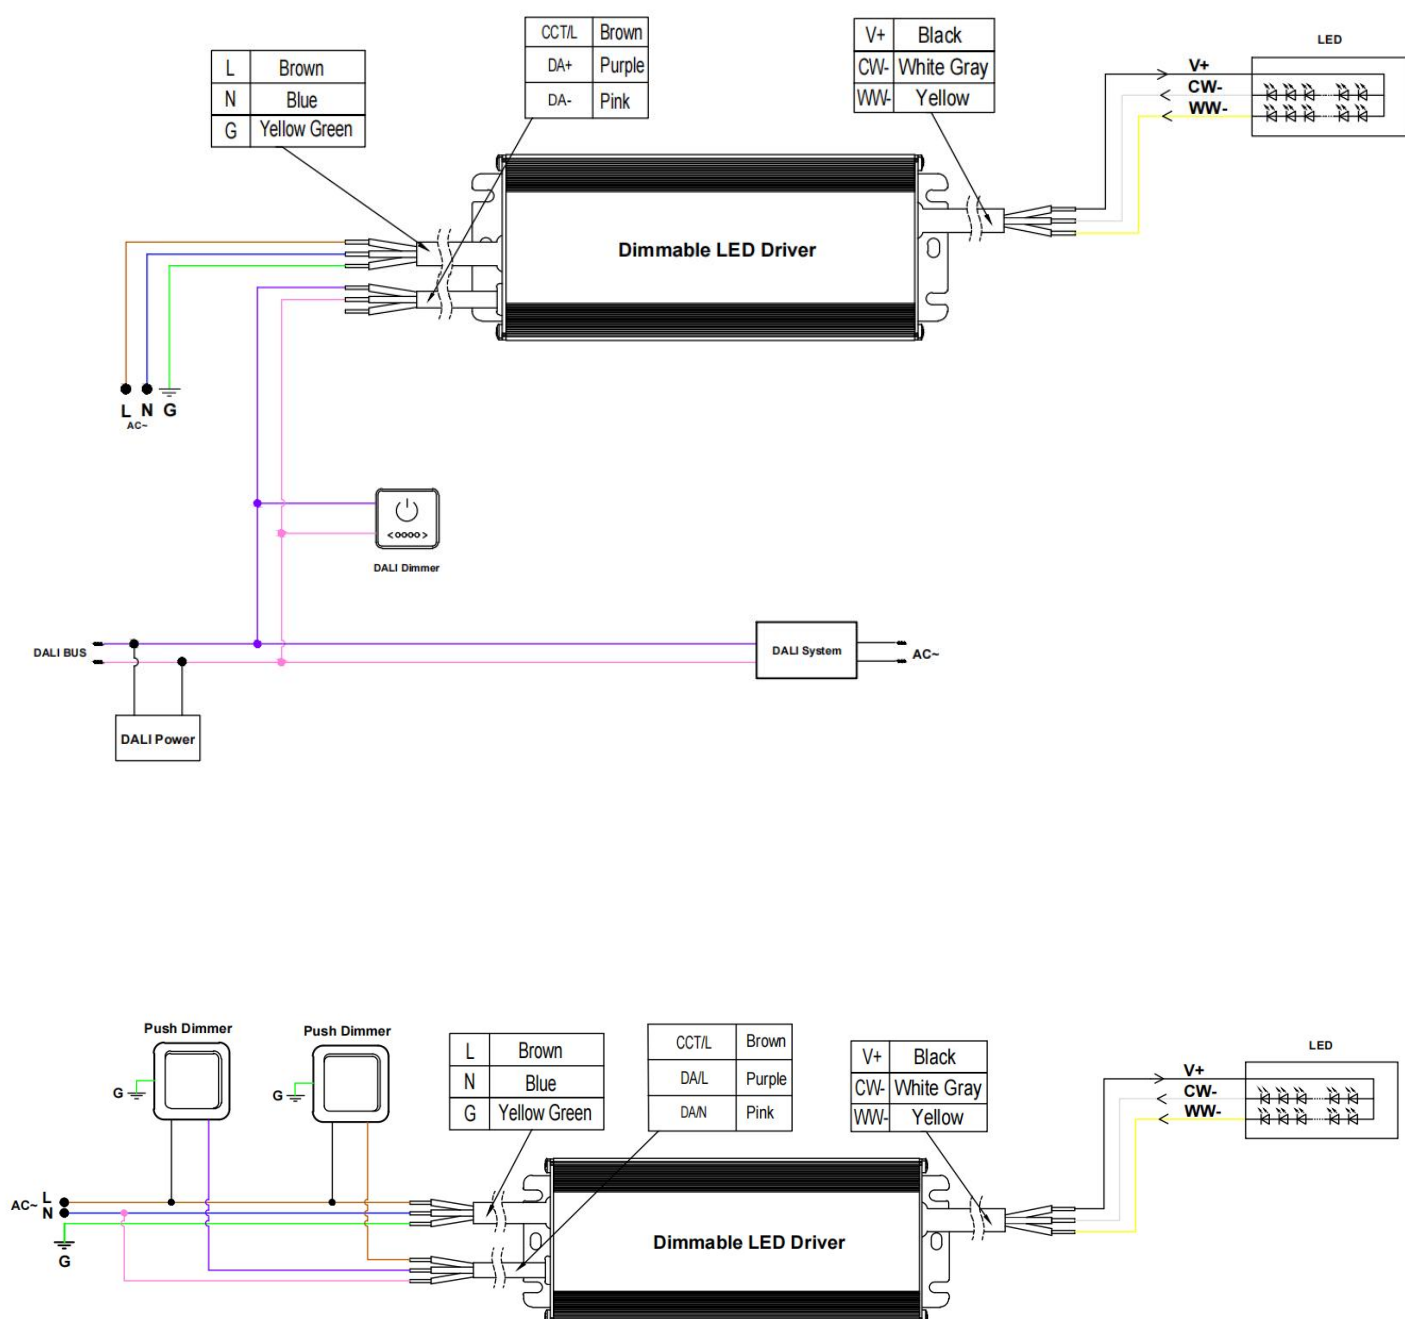 CCT/L Brown
DA+ Purple
DA- Pink
V+ Black
CW- White Gray
WW- Yellow
L Brown
N Blue
G Yellow Green
LED
V+
CW-
WW-
Dimmable LED Driver
L N G
AC~
<oooo>
DALI Dimmer
DALI BUS
DALI System
AC~
DALI Power
Push Dimmer
Push Dimmer
G
G
L Brown
N Blue
G Yellow Green
CCT/L Brown
DA/L Purple
DA/N Pink
V+ Black
CW- White Gray
WW- Yellow
LED
V+
CW-
WW-
AC~ L
N
G
Dimmable LED Driver